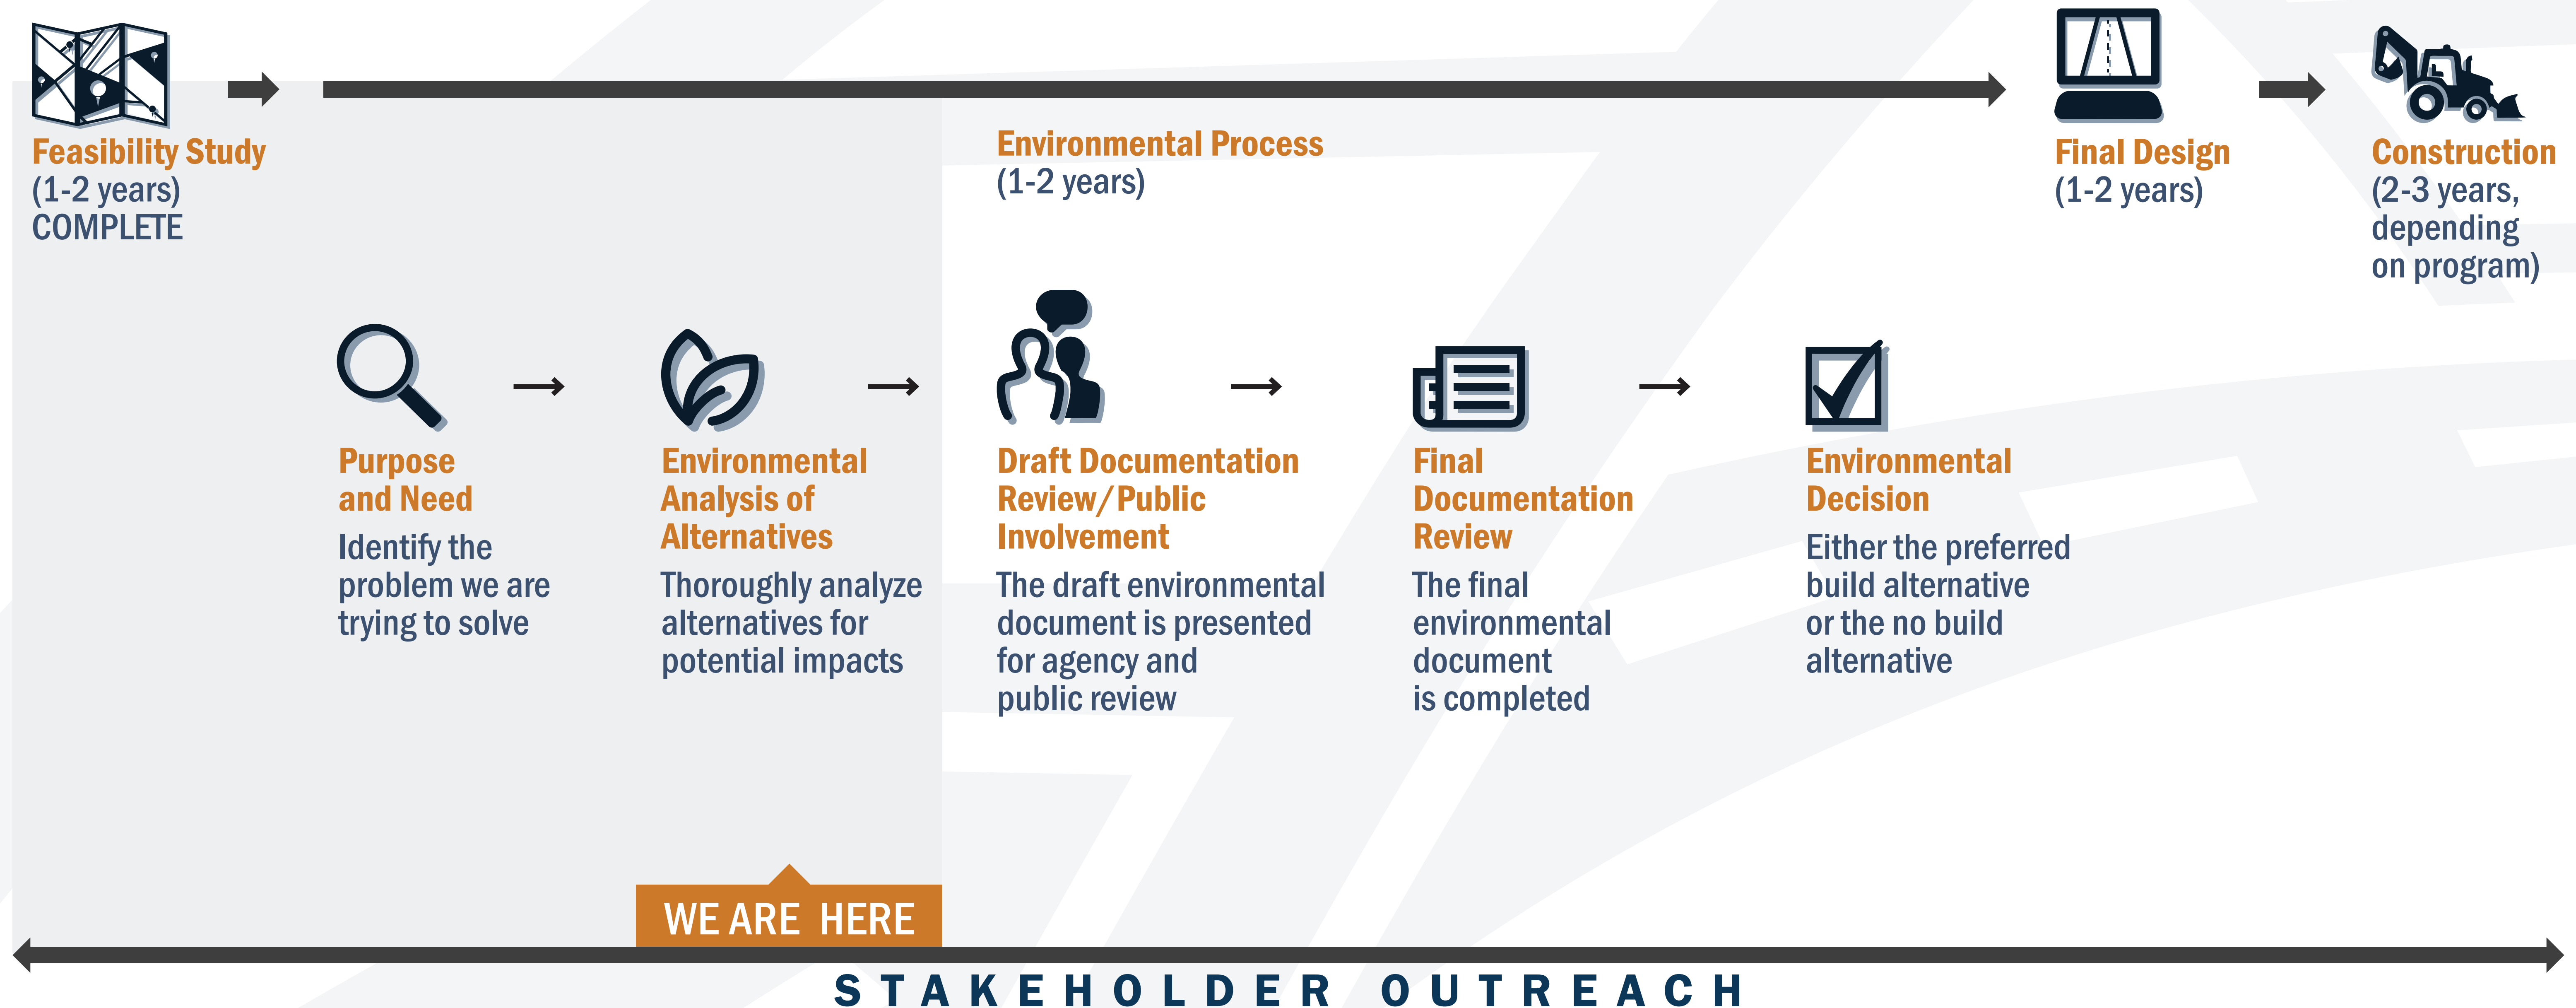 Feasibility Study
(1-2 years)
COMPLETE
Environmental Process
(1-2 years)
Final Design
(1-2 years)
Construction
(2-3 years,
depending
on program)
Purpose
and Need
Identify the
problem we are
trying to solve
Environmental
Analysis of
Alternatives
Thoroughly analyze
alternatives for
potential impacts
Draft Documentation
Review/Public
Involvement
The draft environmental
document is presented
for agency and
public review
Final
Documentation
Review
The final
environmental
document
is completed
Environmental
Decision
Either the preferred
build alternative
or the no build
alternative
WE ARE HERE
STAKEHOLDER OUTREACH